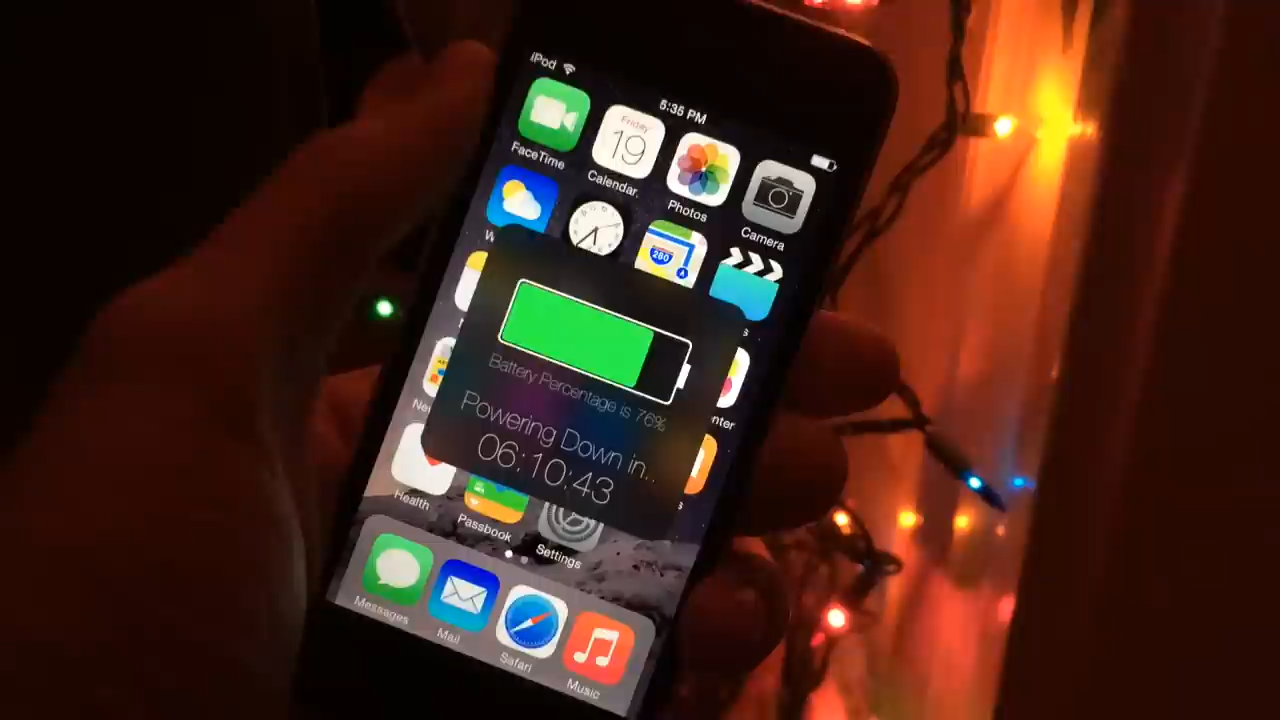 iPod
5:35 PM
FaceTime
Friday
19
Calendar
Photos
Camera
280
Battery Percentage is 76%
Powering Down in..
06:10:43
Health
Passbook
Settings
Messages
Mail
Safari
Music